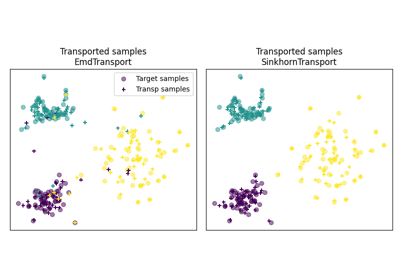 Transported samples
EmdTransport
Target samples
Transp samples
Transported samples
SinkhornTransport